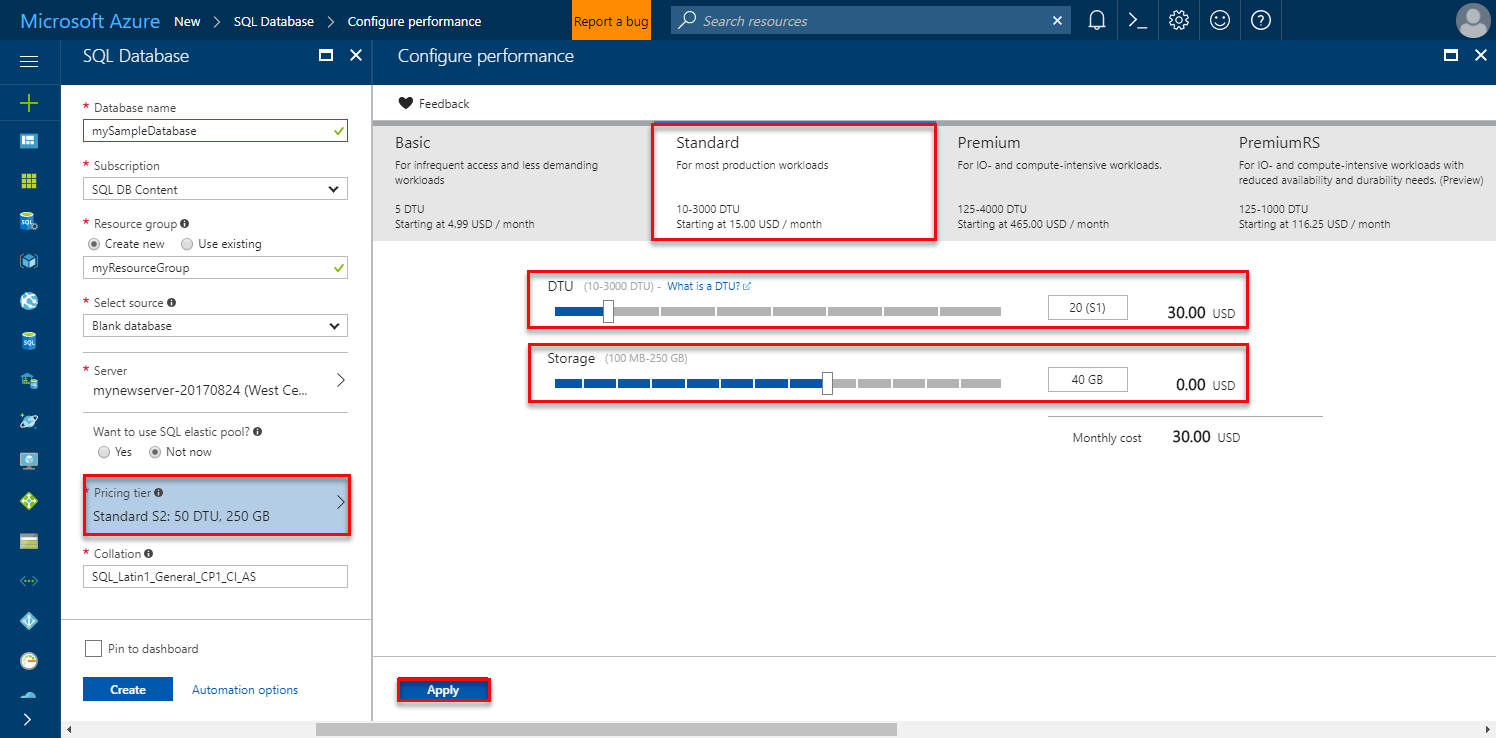 Microsoft Azure New > SQL Database > Configure performance
Report a bug
Search resources
SQL Database
* Database name
mySampleDatabase
* Subscription
SQL DB Content
* Resource group
Create new Use existing
myResourceGroup
* Select source
Blank database
* Server
mynewserver-20170824 (West Ce...
Want to use SQL elastic pool?
Yes Not now
* Pricing tier
Standard S2: 50 DTU, 250 GB
* Collation
SQL_Latin1_General_CP1_CI_AS
Pin to dashboard
Create Automation options
Configure performance
Feedback
Basic
For infrequent access and less demanding
workloads
5 DTU
Starting at 4.99 USD / month
Standard
For most production workloads
10-3000 DTU
Starting at 15.00 USD / month
Premium
For IO- and compute-intensive workloads.
125-4000 DTU
Starting at 465.00 USD / month
PremiumRS
For IO- and compute-intensive workloads with
reduced availability and durability needs. (Preview)
125-1000 DTU
Starting at 116.25 USD / month
DTU (10-3000 DTU) - What is a DTU? 20 (S1) 30.00 USD
Storage (100 MB-250 GB) 40 GB 0.00 USD
Monthly cost 30.00 USD
Apply